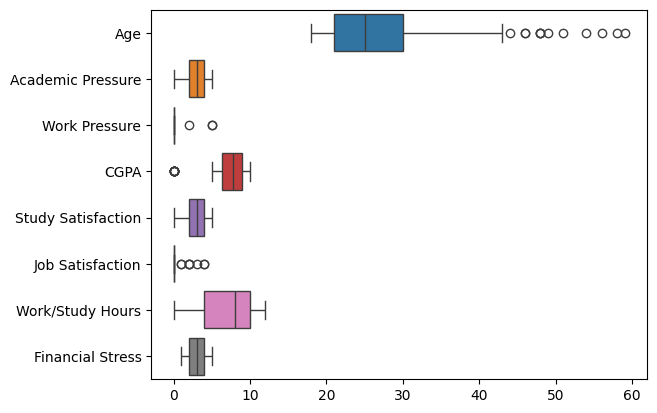 Age
Academic Pressure
Work Pressure
CGPA
Study Satisfaction
Job Satisfaction
Work/Study Hours
Financial Stress
0 10 20 30 40 50 60